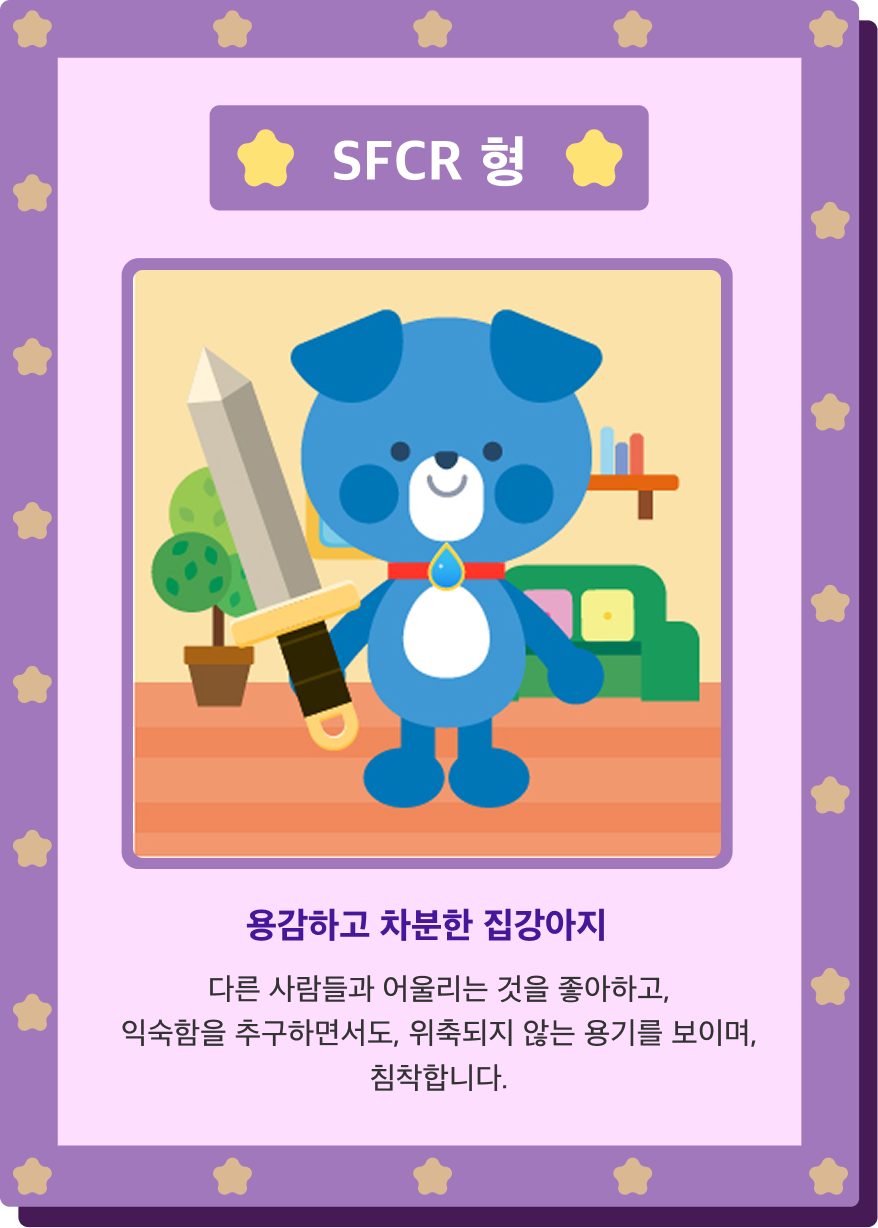 SFCR 형
용감하고 차분한 집강아지
다른 사람들과 어울리는 것을 좋아하고,
익숙함을 추구하면서도, 위축되지 않는 용기를 보이며,
침착합니다.